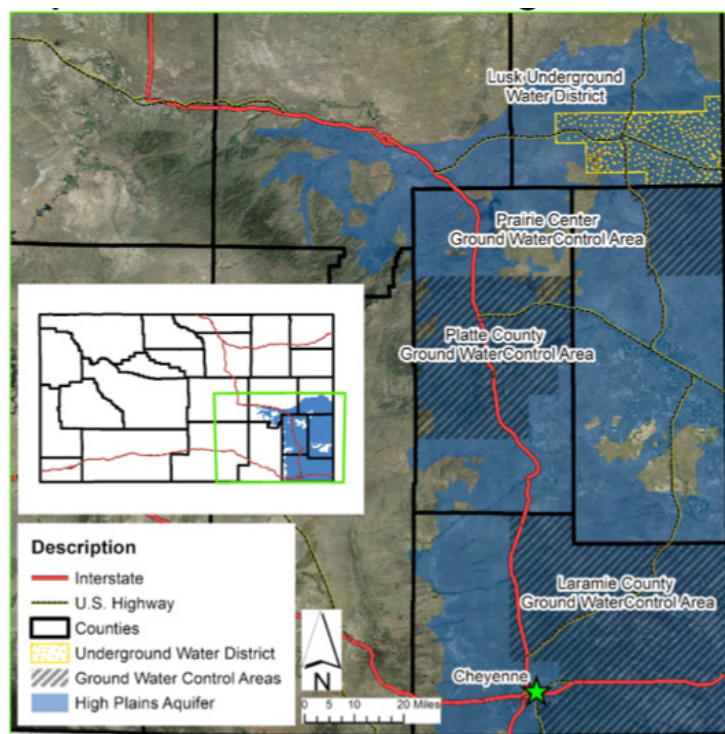 Lusk Underground
Water District
Prairie Center
Ground WaterControl Area
Platte County
Ground WaterControl Area
Description
Interstate
U.S. Highway
Counties
Underground Water District
Ground Water Control Areas
High Plains Aquifer
N
0 5 10 20 Miles
Laramie County
Ground WaterControl Area
Cheyenne